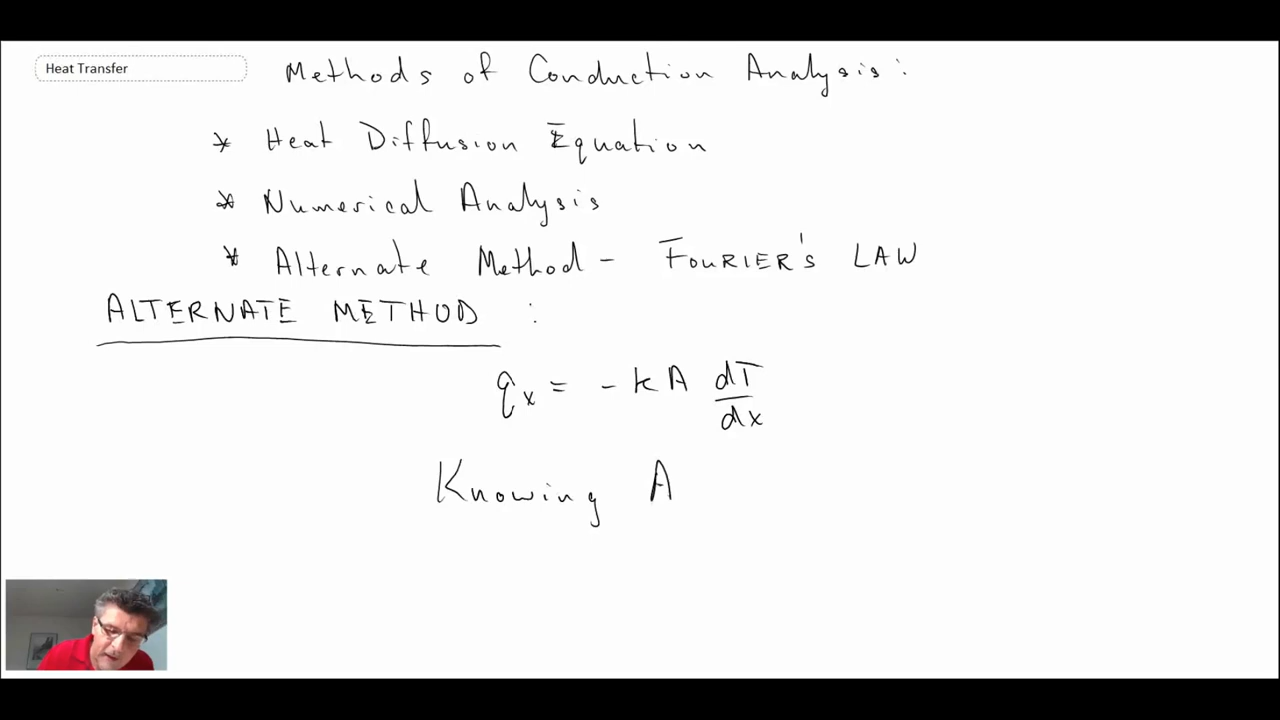 Heat Transfer
Methods of Conduction Analysis:
* Heat Diffusion Equation
* Numerical Analysis
* Alternate Method - FOURIER'S LAW
ALTERNATE METHOD :
qx = - kA dT/dx
Knowing A